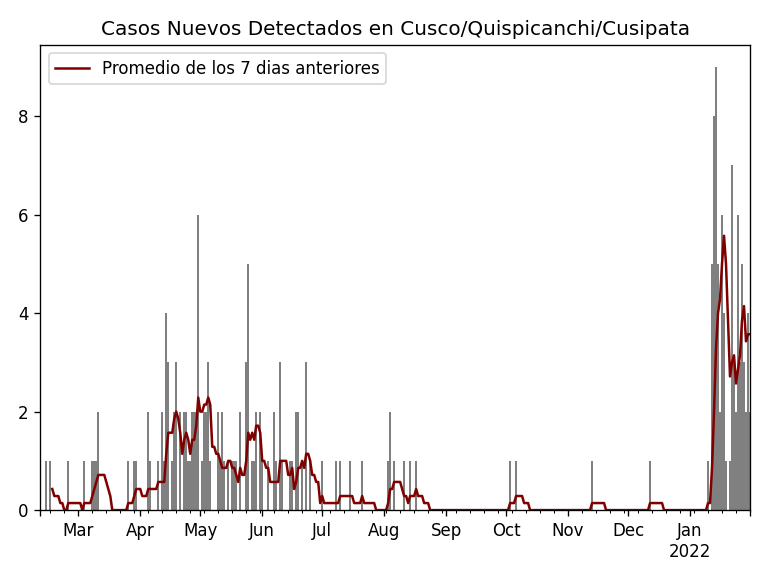 Casos Nuevos Detectados en Cusco/Quispicanchi/Cusipata
Promedio de los 7 dias anteriores
8
6
4
2
0
Mar Apr May Jun Jul Aug Sep Oct Nov Dec Jan
2022